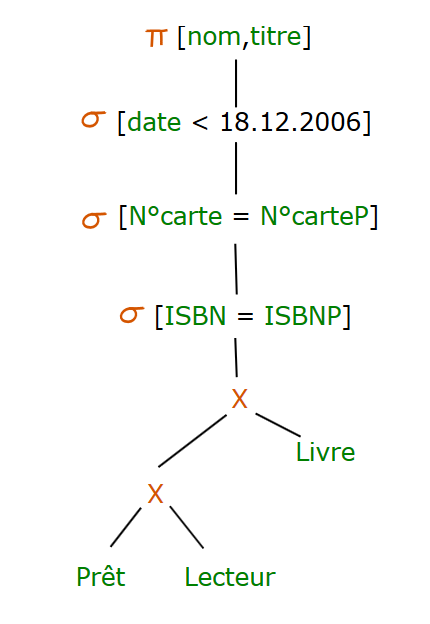 π [nom,titre]
σ [date < 18.12.2006]
σ [N°carte = N°carteP]
σ [ISBN = ISBNP]
X
Livre
X
Prêt Lecteur